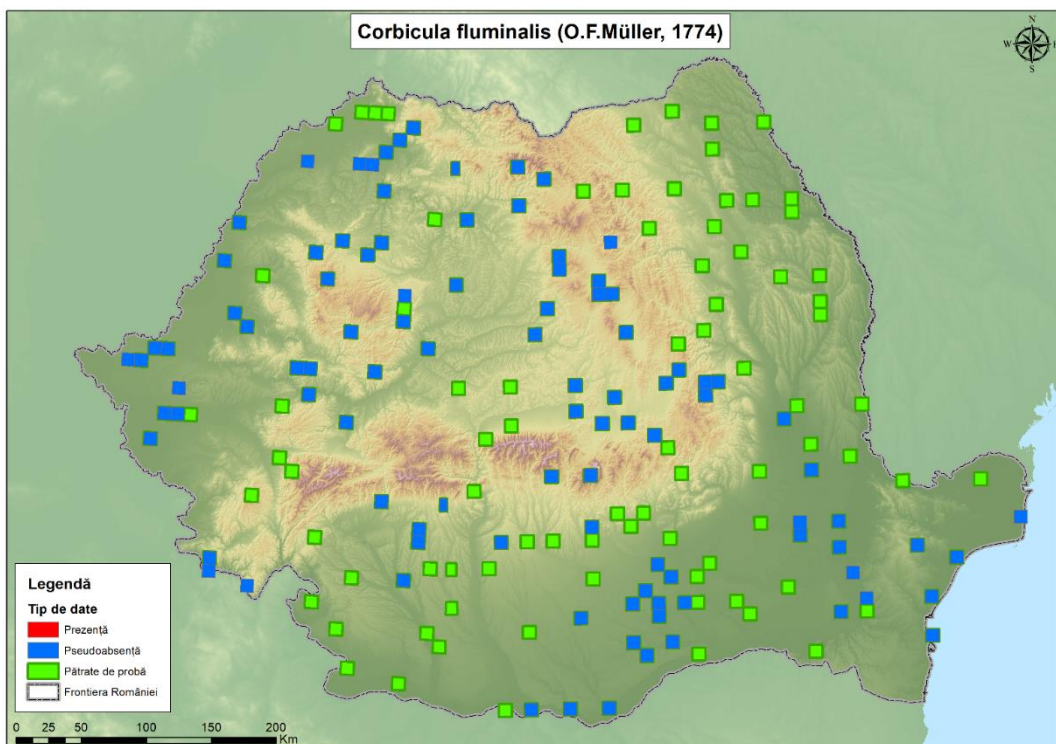 Corbicula fluminalis (O.F.Müller, 1774)
N
W
E
S
Legendă
Tip de date
Prezență
Pseudoabsență
Pătrate de probă
Frontiera României
0 25 50 100 150 200
Km